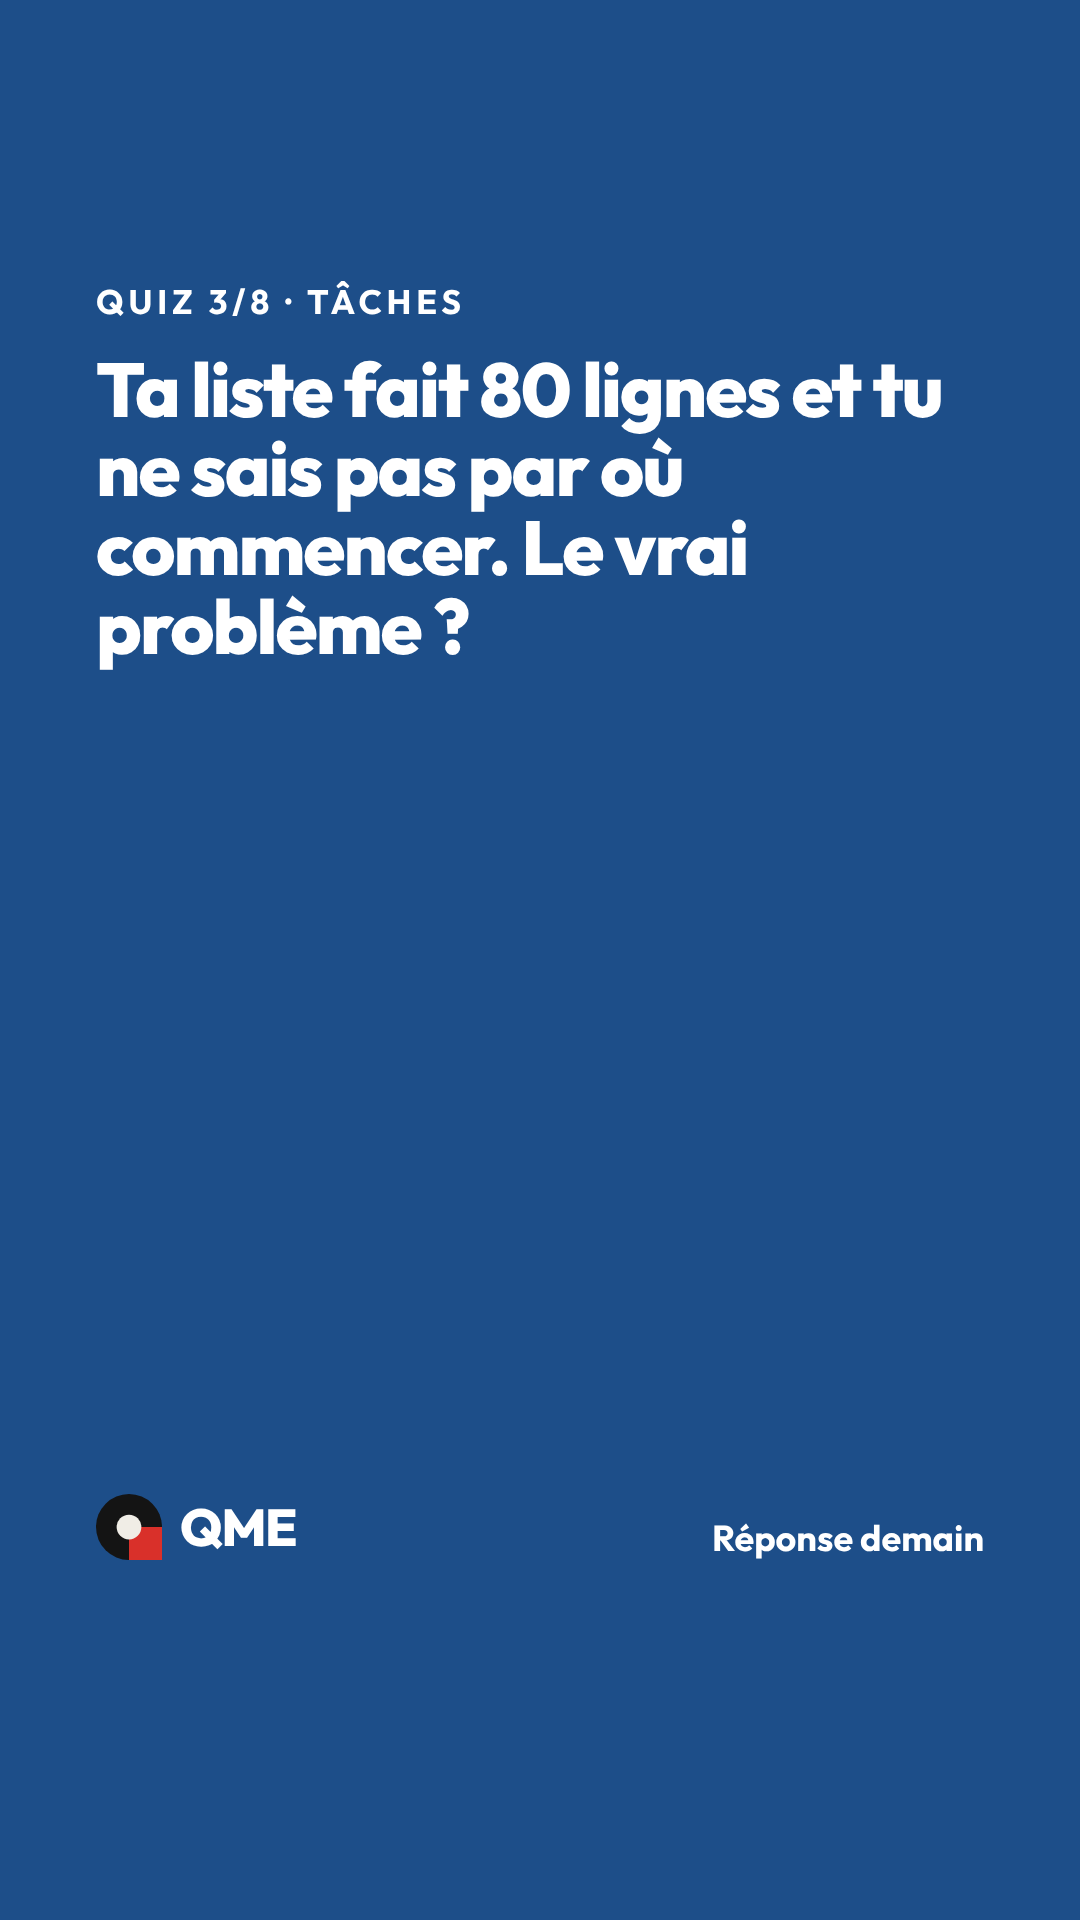 QUIZ 3/8 · TÂCHES
Ta liste fait 80 lignes et tu
ne sais pas par où
commencer. Le vrai
problème ?
QME
Réponse demain